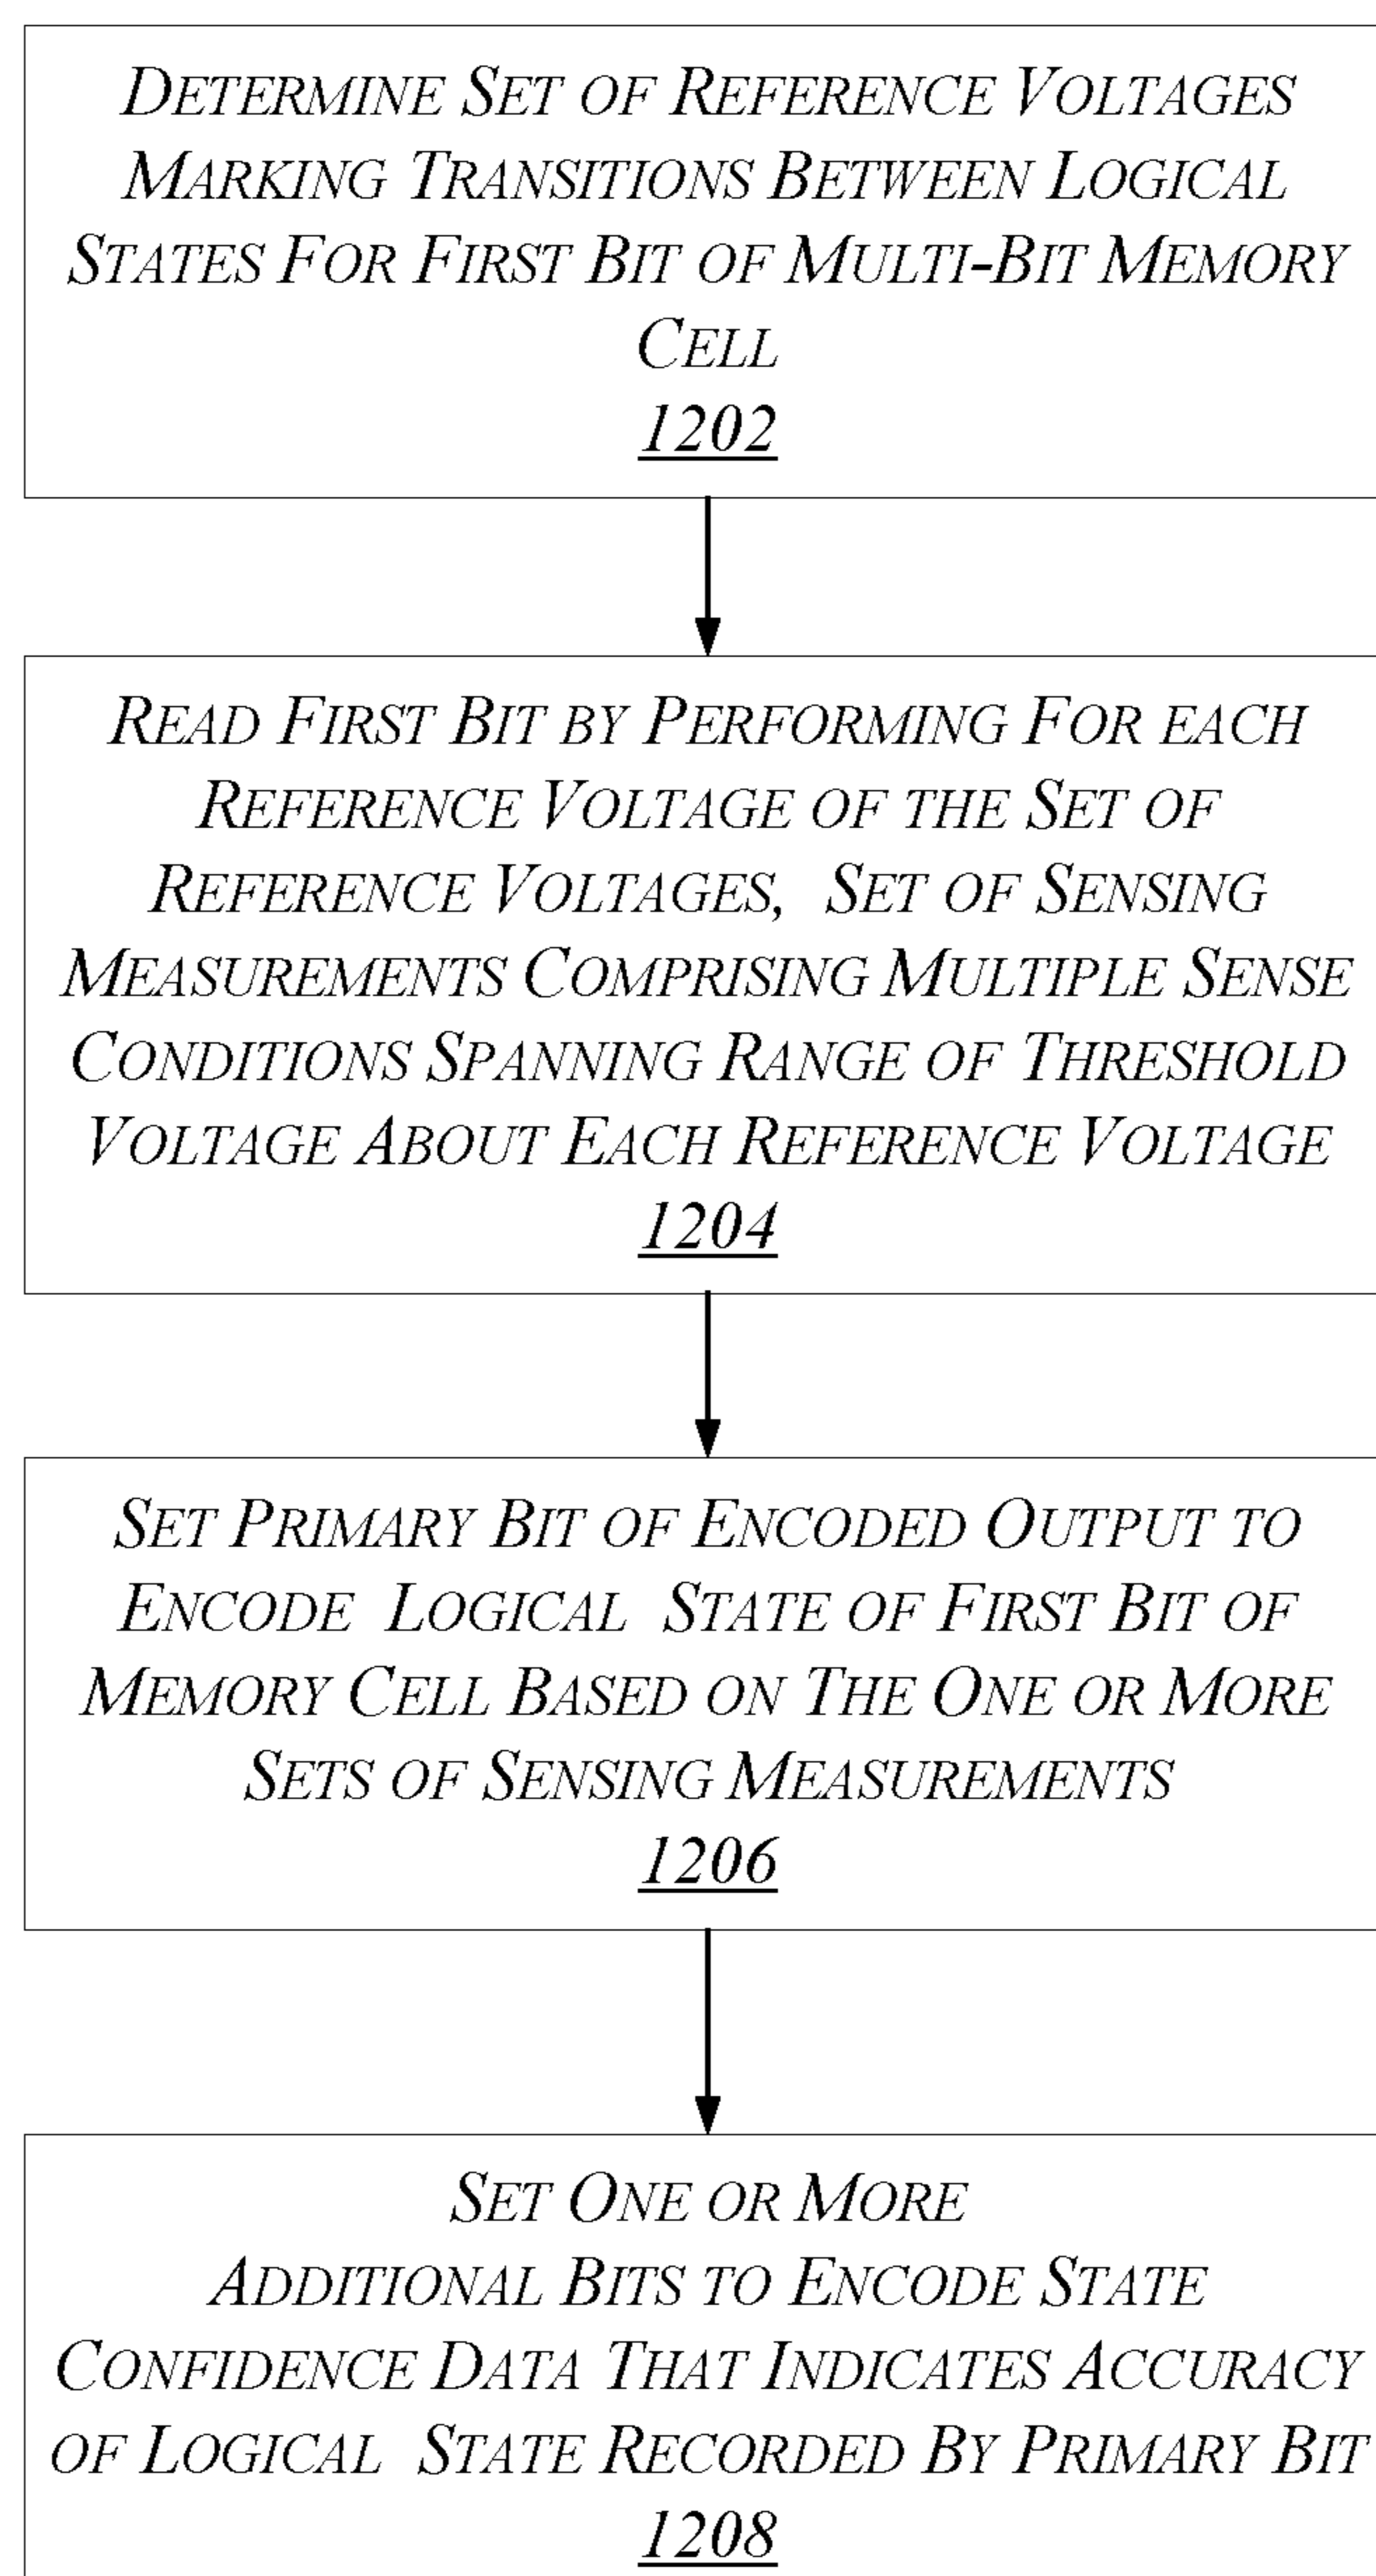 DETERMINE SET OF REFERENCE VOLTAGES
MARKING TRANSITIONS BETWEEN LOGICAL
STATES FOR FIRST BIT OF MULTI-BIT MEMORY
CELL
1202
READ FIRST BIT BY PERFORMING FOR EACH
REFERENCE VOLTAGE OF THE SET OF
REFERENCE VOLTAGES, SET OF SENSING
MEASUREMENTS COMPRISING MULTIPLE SENSE
CONDITIONS SPANNING RANGE OF THRESHOLD
VOLTAGE ABOUT EACH REFERENCE VOLTAGE
1204
SET PRIMARY BIT OF ENCODED OUTPUT TO
ENCODE LOGICAL STATE OF FIRST BIT OF
MEMORY CELL BASED ON THE ONE OR MORE
SETS OF SENSING MEASUREMENTS
1206
SET ONE OR MORE
ADDITIONAL BITS TO ENCODE STATE
CONFIDENCE DATA THAT INDICATES ACCURACY
OF LOGICAL STATE RECORDED BY PRIMARY BIT
1208